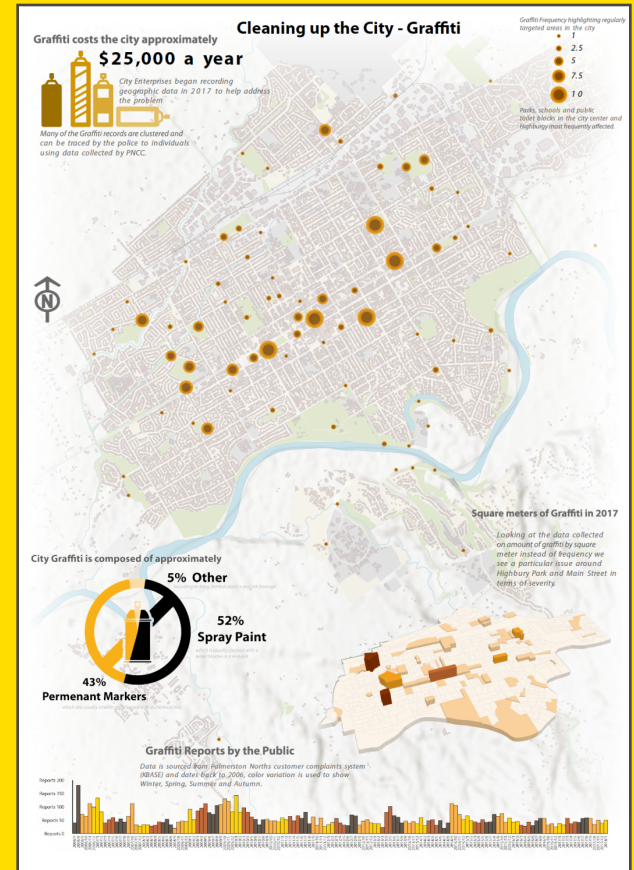 Cleaning up the City - Graffiti
Graffiti costs the city approximately
$25,000 a year
City Enterprises began recording
geographic data in 2017 to help address
the problem
Many of the Graffiti records are clustered and
can be traced by the police to individuals
using data collected by PNCC.
Graffiti Frequency highlighting regularly
targeted areas in the city
1
2.5
5
7.5
10
Parks, schools and public
toilet blocks in the city center and
Highburgy most frequently affected.
N
Square meters of Graffiti in 2017
Looking at the data collected
on amount of graffiti by square
meter instead of frequency we
see a particular issue around
Highbury Park and Main Street in
terms of severity.
City Graffiti is composed of approximately
5% Other
52%
Spray Paint
43%
Permenant Markers
Graffiti Reports by the Public
Data is sourced from Palmerston Norths customer complaints system
(KBASE) and dates back to 2006, color variation is used to show
Winter, Spring, Summer and Autumn.
Reports 200
Reports 150
Reports 100
Reports 50
Reports 0